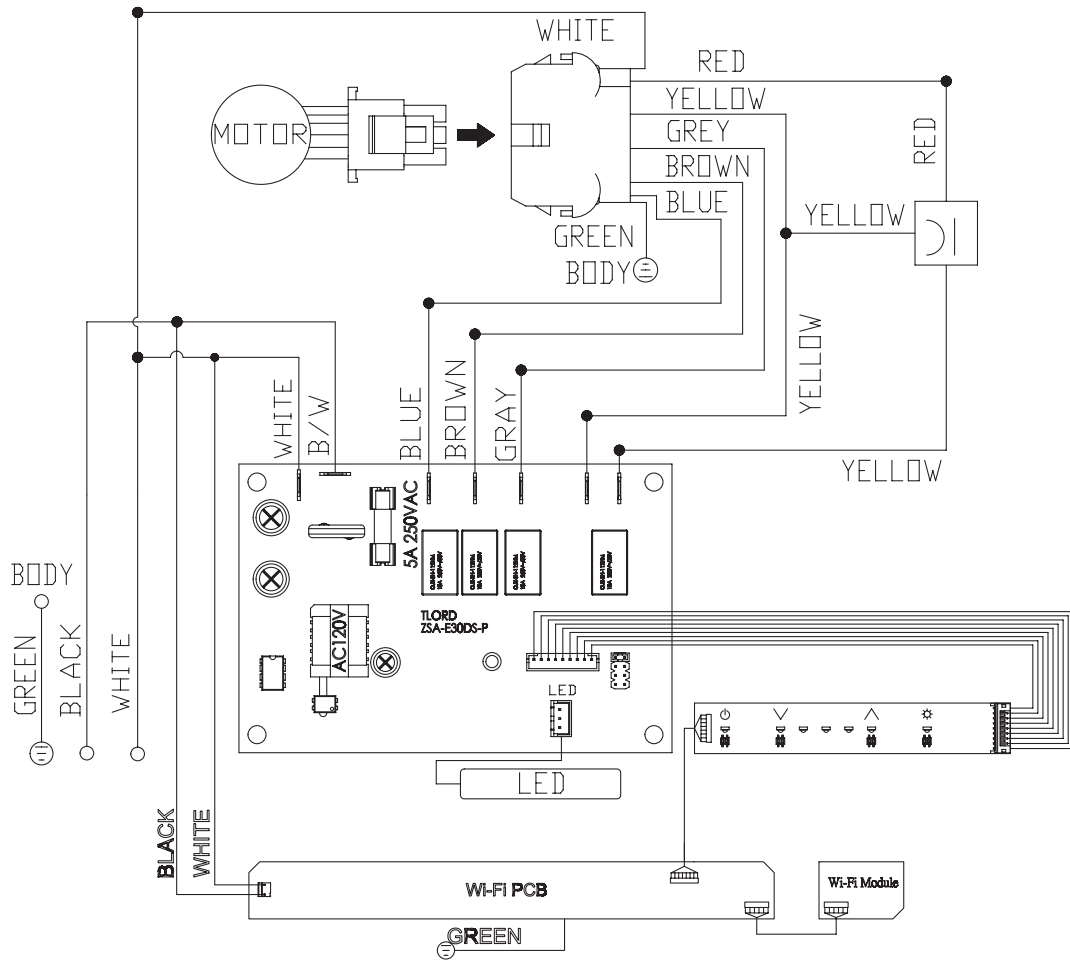 WHITE
RED
MOTOR
YELLOW
GREY
BROWN
BLUE
RED
YELLOW
GREEN
BODY
WHITE
B/W
BLUE
BROWN
GRAY
YELLOW
YELLOW
5A 250VAC
TLORD
ZSA-E30DS-P
AC120V
BODY
GREEN
BLACK
WHITE
LED
LED
BLACK
WHITE
Wi-Fi PCB
Wi-Fi Module
GREEN